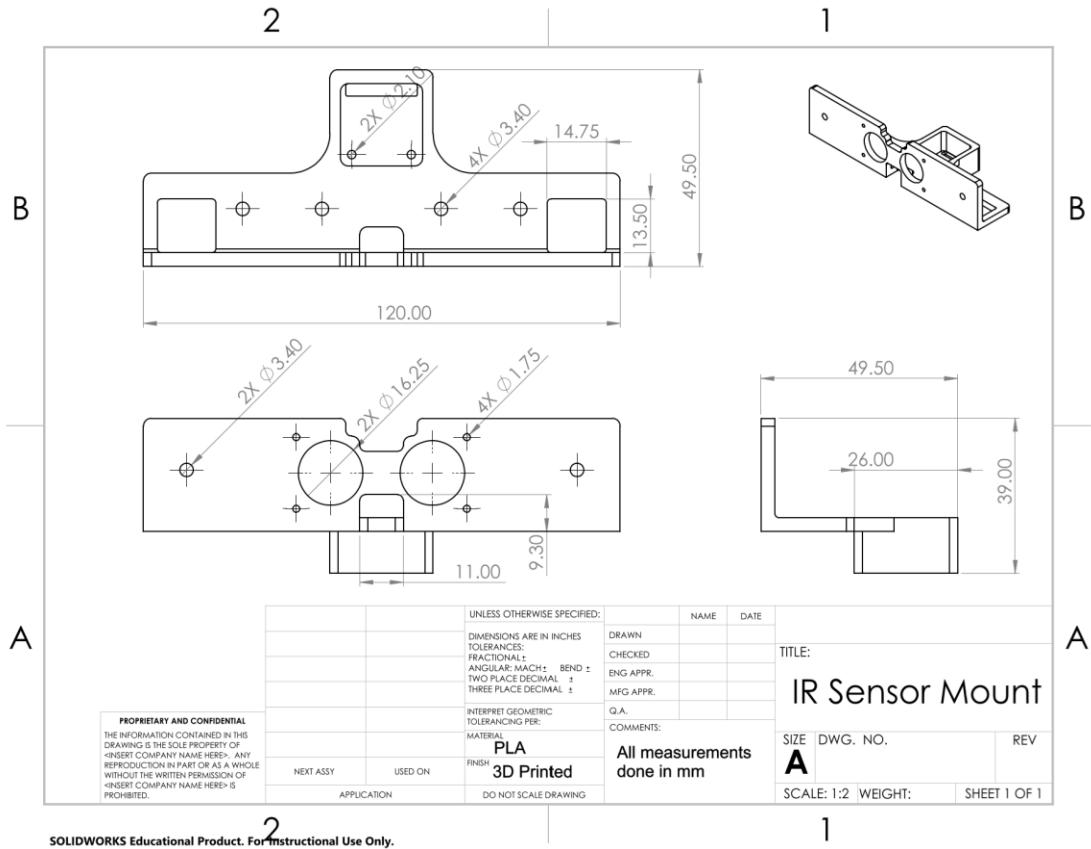 2
1
B
B
2X ∅2.10
4X ∅3.40
14.75
13.50
49.50
120.00
2X ∅3.40
2X ∅16.25
4X ∅1.75
11.00
9.30
49.50
26.00
39.00
A
A
UNLESS OTHERWISE SPECIFIED:
DIMENSIONS ARE IN INCHES
TOLERANCES:
FRACTIONAL±
ANGULAR: MACH± BEND ±
TWO PLACE DECIMAL ±
THREE PLACE DECIMAL ±
INTERPRET GEOMETRIC
TOLERANCING PER:
MATERIAL
PLA
FINISH
3D Printed
DO NOT SCALE DRAWING
NAME DATE
DRAWN
CHECKED
ENG APPR.
MFG APPR.
Q.A.
COMMENTS:
All measurements
done in mm
TITLE:
IR Sensor Mount
SIZE DWG. NO. REV
A
SCALE: 1:2 WEIGHT: SHEET 1 OF 1
PROPRIETARY AND CONFIDENTIAL
THE INFORMATION CONTAINED IN THIS
DRAWING IS THE SOLE PROPERTY OF
<INSERT COMPANY NAME HERE>. ANY
REPRODUCTION IN PART OR AS A WHOLE
WITHOUT THE WRITTEN PERMISSION OF
<INSERT COMPANY NAME HERE> IS
PROHIBITED.
NEXT ASSY USED ON
APPLICATION
2
1
SOLIDWORKS Educational Product. For Instructional Use Only.